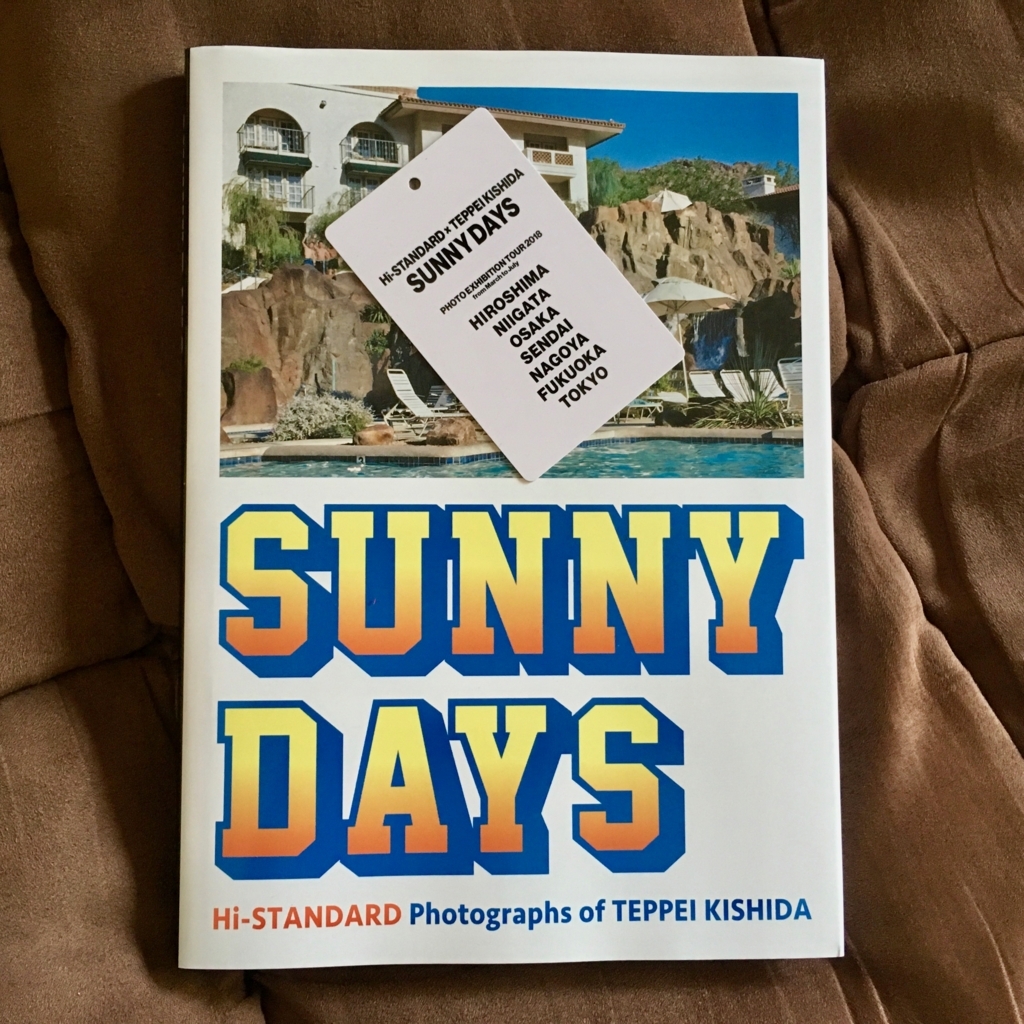 Hi-STANDARD × TEPPEI KISHIDA
SUNNY DAYS
PHOTO EXHIBITION TOUR 2018
from March to July
HIROSHIMA
NIIGATA
OSAKA
SENDAI
NAGOYA
FUKUOKA
TOKYO
SUNNY
DAYS
Hi-STANDARD Photographs of TEPPEI KISHIDA